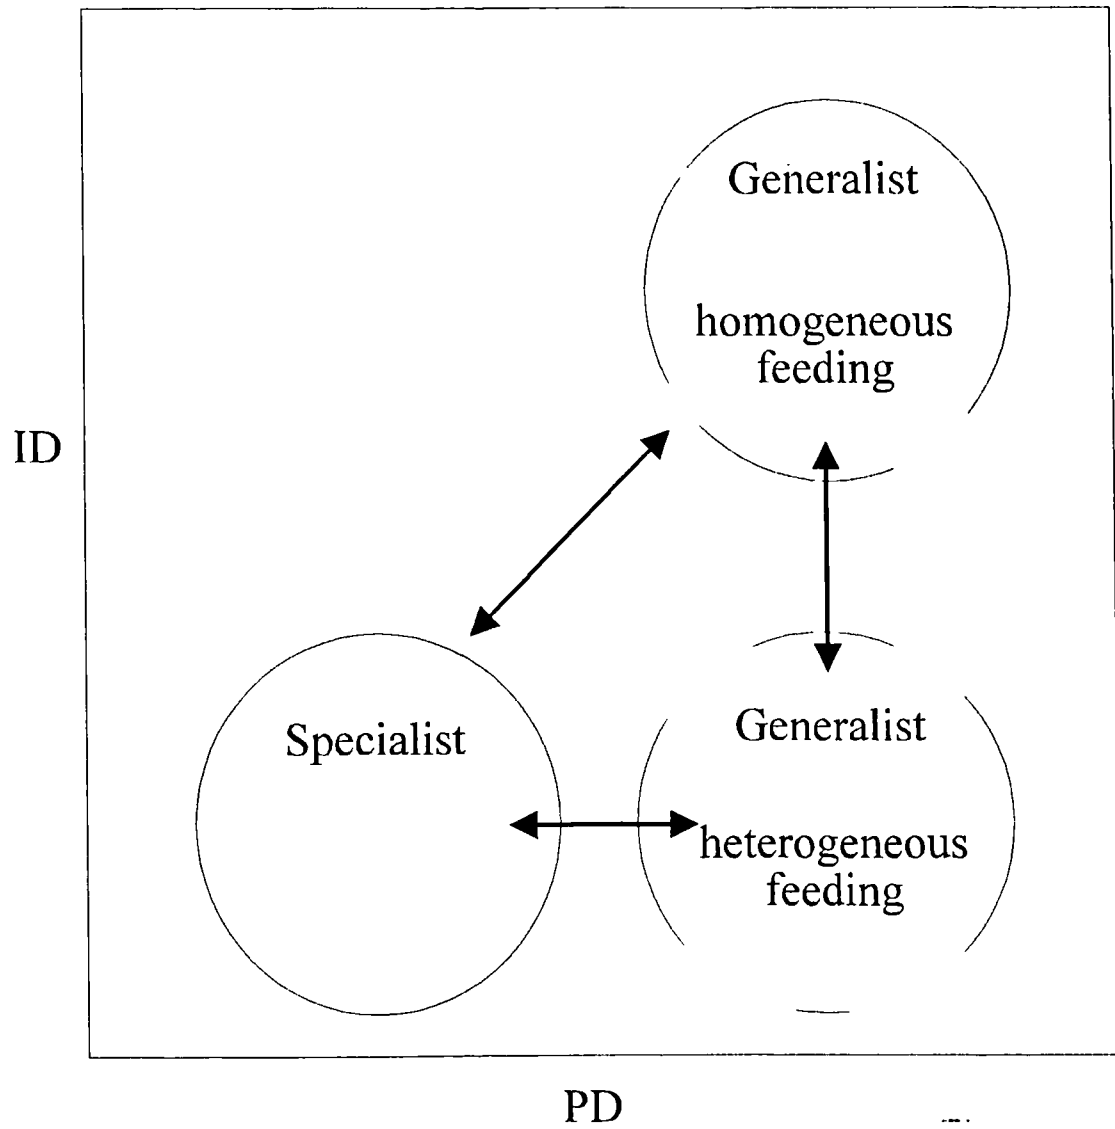 Generalist
homogeneous
feeding
ID
Specialist
Generalist
heterogeneous
feeding
PD